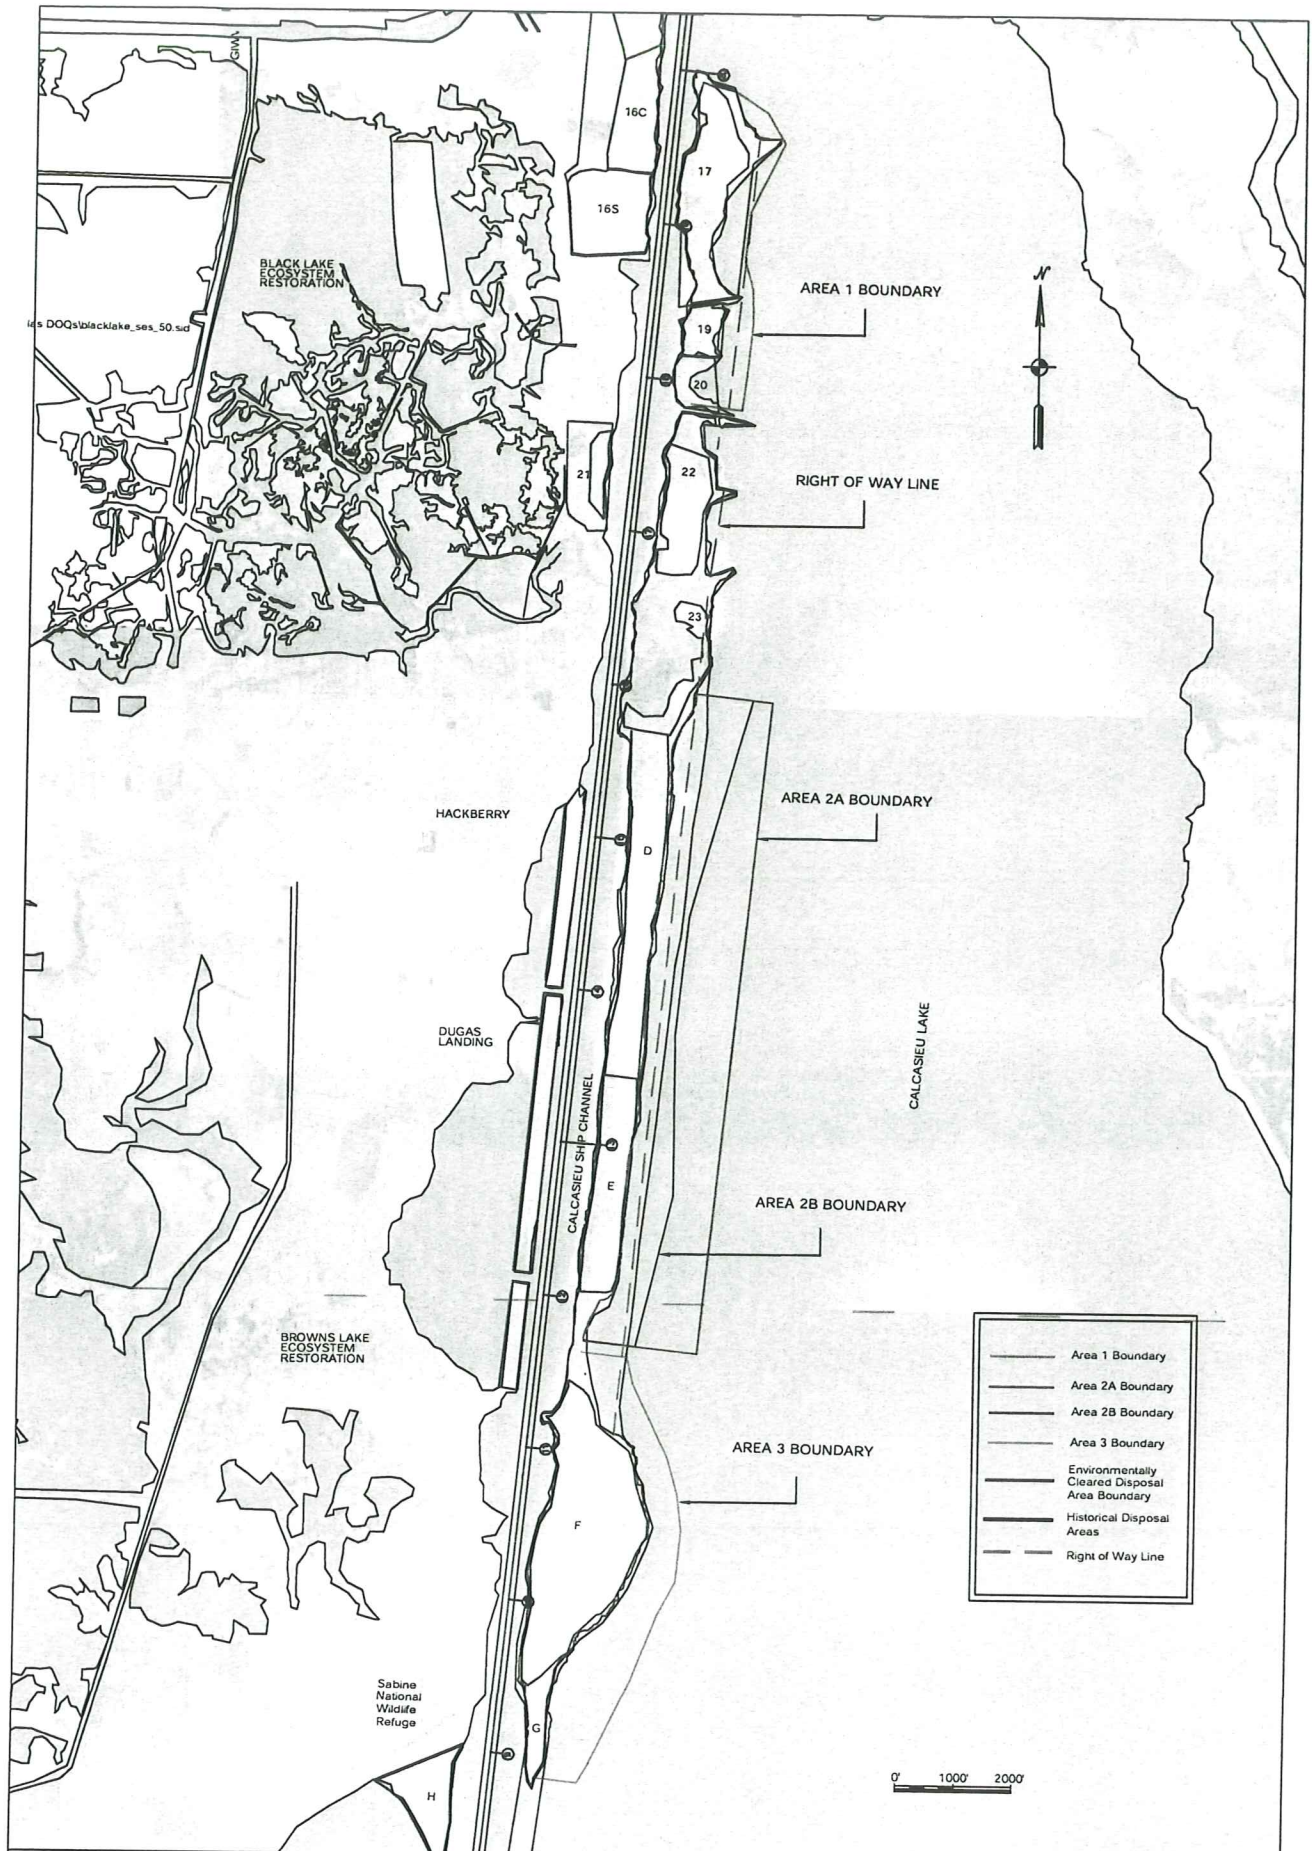 GIWW
16C
17
16S
BLACK LAKE
ECOSYSTEM
RESTORATION
AREA 1 BOUNDARY
N
ias DOQs\blacklake_ses_50.sid
19
20
21
22
RIGHT OF WAY LINE
23
HACKBERRY
AREA 2A BOUNDARY
D
DUGAS
LANDING
CALCASIEU LAKE
CALCASIEU SHIP CHANNEL
E
AREA 2B BOUNDARY
BROWNS LAKE
ECOSYSTEM
RESTORATION
Area 1 Boundary
Area 2A Boundary
Area 2B Boundary
Area 3 Boundary
Environmentally
Cleared Disposal
Area Boundary
Historical Disposal
Areas
Right of Way Line
AREA 3 BOUNDARY
F
Sabine
National
Wildlife
Refuge
G
H
0' 1000' 2000'